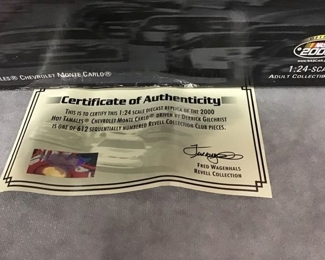 ALES® CHEVROLET MONTE CARLO®
1:24-SCA
ADULT COLLECTI
Certificate of Authenticity
THIS IS TO CERTIFY THIS 1:24 SCALE DIECAST REPLICA OF THE 2000
HOT TAMALES® CHEVROLET MONTE CARLO® DRIVEN BY DERRICK GILCHRIST
IS ONE OF 612 SEQUENTIALLY NUMBERED REVELL COLLECTION CLUB PIECES.
FRED WAGENHALS
REVELL COLLECTION